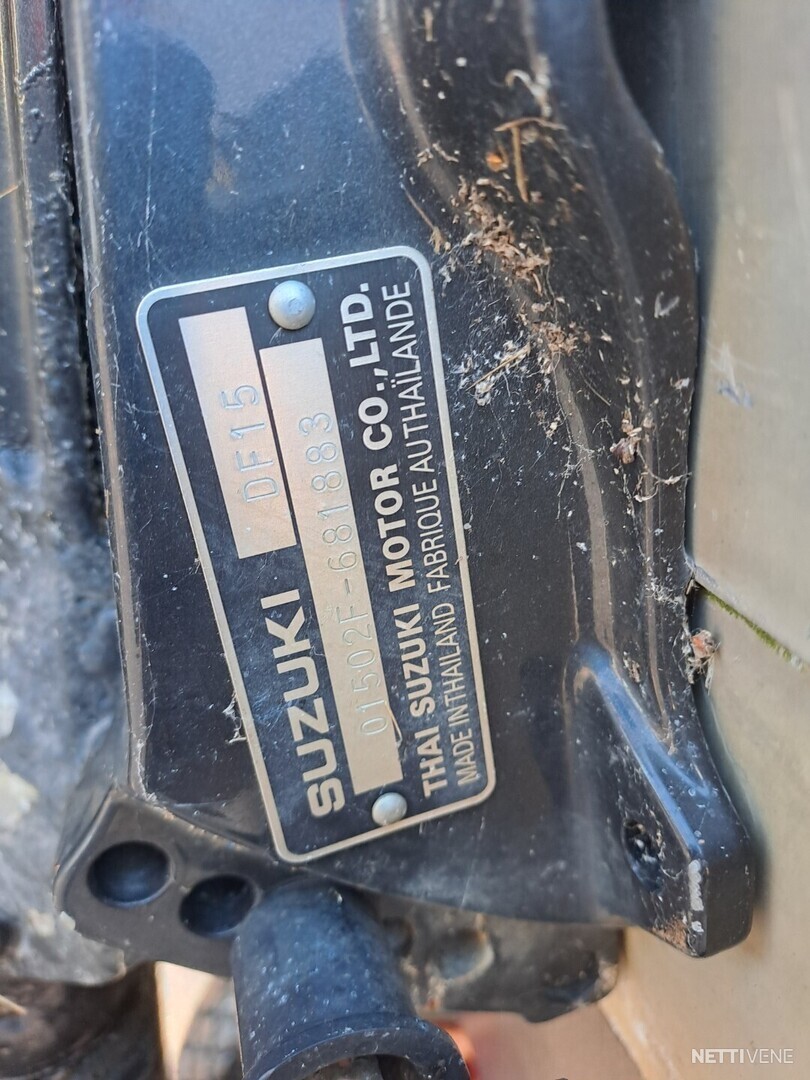 SUZUKI DF15
01502F-681883
THAI SUZUKI MOTOR CO.,LTD.
MADE IN THAILAND FABRIQUE AU THAÏLANDE
NETTIVENE